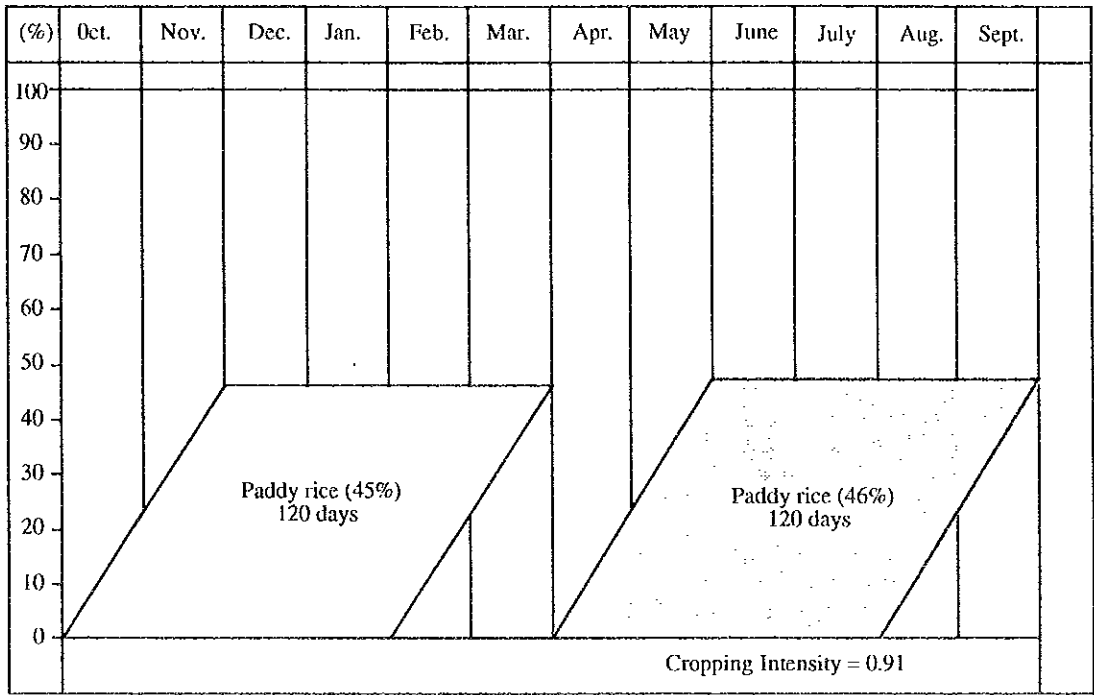 (%) 0ct. Nov. Dec. Jan. Feb. Mar. Apr. May June July Aug. Sept.
100
90
80
70
60
50
40
30
20
10
0
Paddy rice (45%)
120 days
Paddy rice (46%)
120 days
Cropping Intensity = 0.91